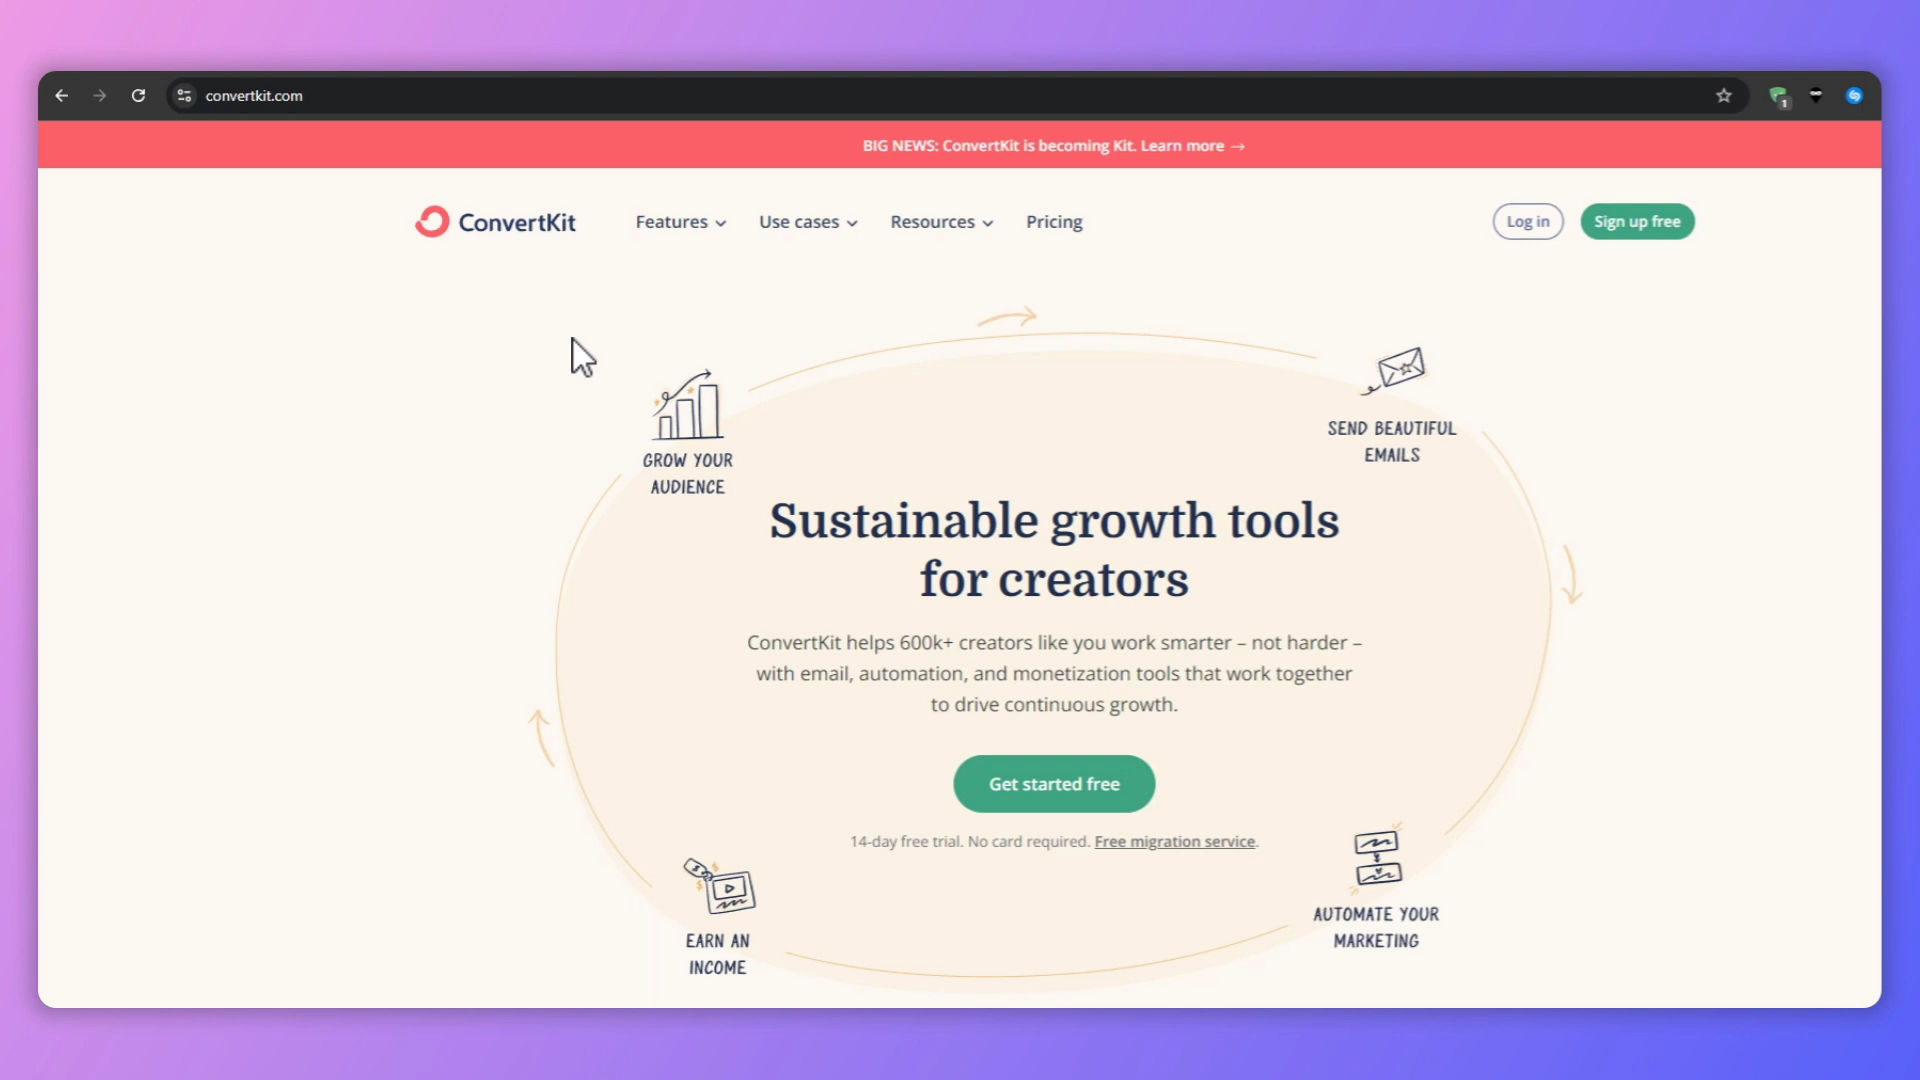 convertkit.com
1
BIG NEWS: ConvertKit is becoming Kit. Learn more →
ConvertKit
Features
Use cases
Resources
Pricing
Log in
Sign up free
GROW YOUR
AUDIENCE
SEND BEAUTIFUL
EMAILS
Sustainable growth tools
for creators
ConvertKit helps 600k+ creators like you work smarter – not harder –
with email, automation, and monetization tools that work together
to drive continuous growth.
Get started free
14-day free trial. No card required. Free migration service.
EARN AN
INCOME
AUTOMATE YOUR
MARKETING